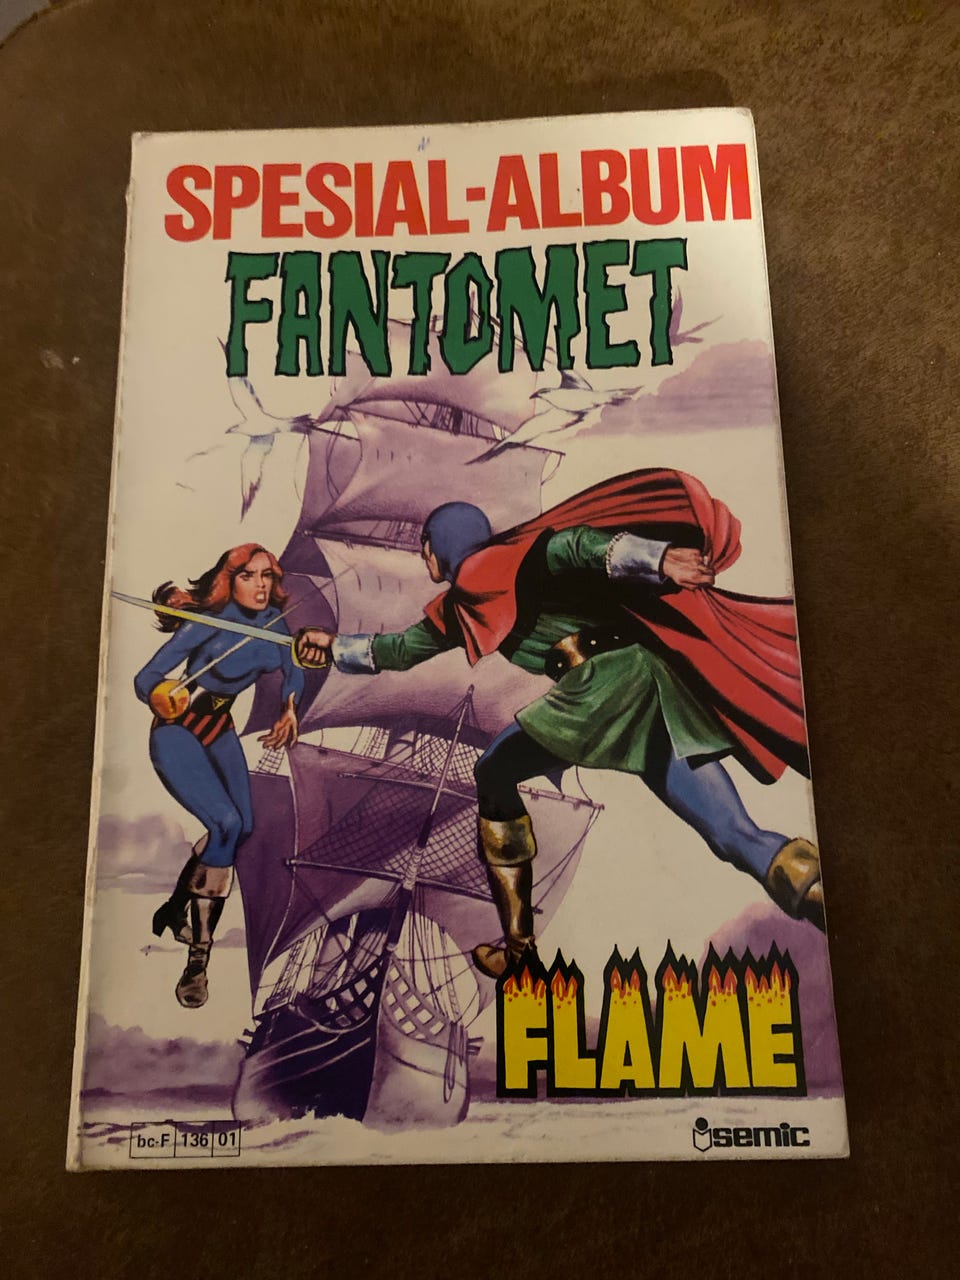 SPESIAL-ALBUM
FANTOMET
FLAME
bc-F 136 01
semic